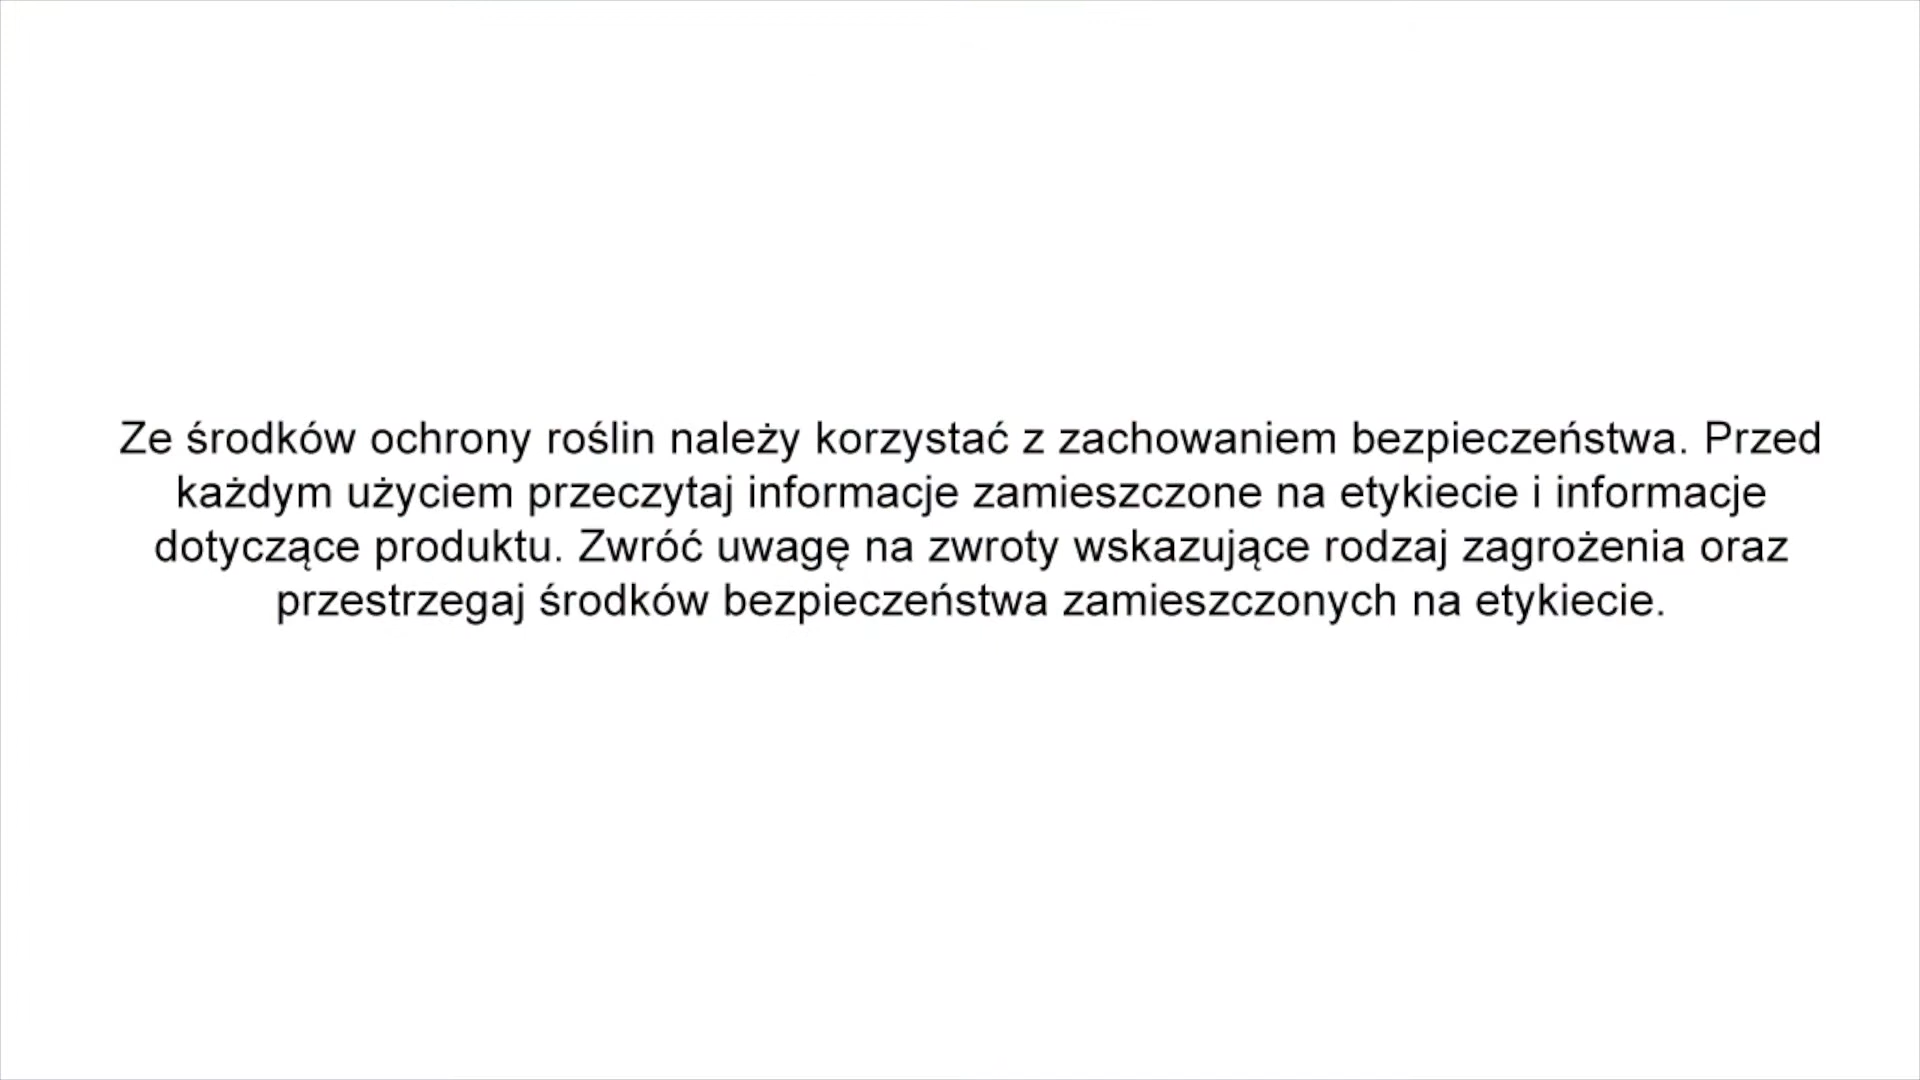 Ze środków ochrony roślin należy korzystać z zachowaniem bezpieczeństwa. Przed
każdym użyciem przeczytaj informacje zamieszczone na etykiecie i informacje
dotyczące produktu. Zwróć uwagę na zwroty wskazujące rodzaj zagrożenia oraz
przestrzegaj środków bezpieczeństwa zamieszczonych na etykiecie.